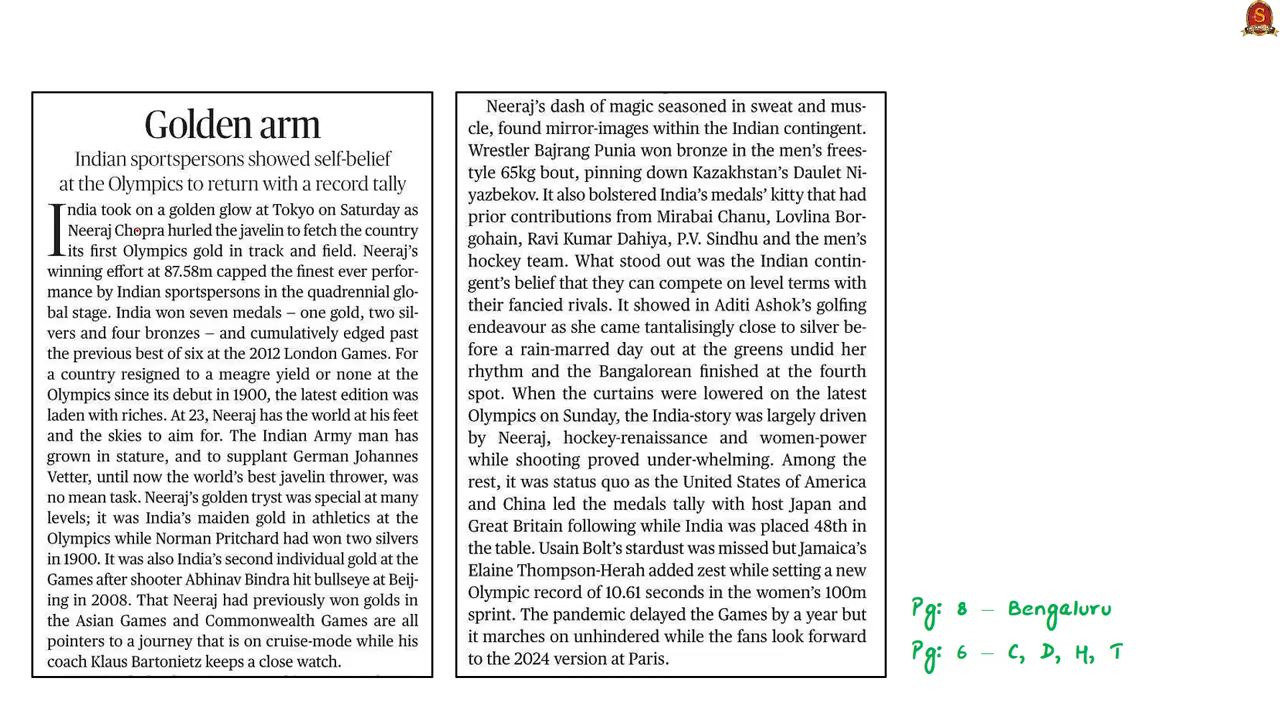 S
Golden arm
Indian sportspersons showed self-belief
at the Olympics to return with a record tally
India took on a golden glow at Tokyo on Saturday as
Neeraj Chopra hurled the javelin to fetch the country
its first Olympics gold in track and field. Neeraj's
winning effort at 87.58m capped the finest ever perfor-
mance by Indian sportspersons in the quadrennial glo-
bal stage. India won seven medals – one gold, two sil-
vers and four bronzes – and cumulatively edged past
the previous best of six at the 2012 London Games. For
a country resigned to a meagre yield or none at the
Olympics since its debut in 1900, the latest edition was
laden with riches. At 23, Neeraj has the world at his feet
and the skies to aim for. The Indian Army man has
grown in stature, and to supplant German Johannes
Vetter, until now the world's best javelin thrower, was
no mean task. Neeraj's golden tryst was special at many
levels; it was India's maiden gold in athletics at the
Olympics while Norman Pritchard had won two silvers
in 1900. It was also India's second individual gold at the
Games after shooter Abhinav Bindra hit bullseye at Beij-
ing in 2008. That Neeraj had previously won golds in
the Asian Games and Commonwealth Games are all
pointers to a journey that is on cruise-mode while his
coach Klaus Bartonietz keeps a close watch.
Neeraj's dash of magic seasoned in sweat and mus-
cle, found mirror-images within the Indian contingent.
Wrestler Bajrang Punia won bronze in the men's frees-
tyle 65kg bout, pinning down Kazakhstan's Daulet Ni-
yazbekov. It also bolstered India's medals' kitty that had
prior contributions from Mirabai Chanu, Lovlina Bor-
gohain, Ravi Kumar Dahiya, P.V. Sindhu and the men's
hockey team. What stood out was the Indian contin-
gent's belief that they can compete on level terms with
their fancied rivals. It showed in Aditi Ashok's golfing
endeavour as she came tantalisingly close to silver be-
fore a rain-marred day out at the greens undid her
rhythm and the Bangalorean finished at the fourth
spot. When the curtains were lowered on the latest
Olympics on Sunday, the India-story was largely driven
by Neeraj, hockey-renaissance and women-power
while shooting proved under-whelming. Among the
rest, it was status quo as the United States of America
and China led the medals tally with host Japan and
Great Britain following while India was placed 48th in
the table. Usain Bolt's stardust was missed but Jamaica's
Elaine Thompson-Herah added zest while setting a new
Olympic record of 10.61 seconds in the women's 100m
sprint. The pandemic delayed the Games by a year but
it marches on unhindered while the fans look forward
to the 2024 version at Paris.
Pg: 8 – Bengaluru
Pg: 6 – C, D, H, T